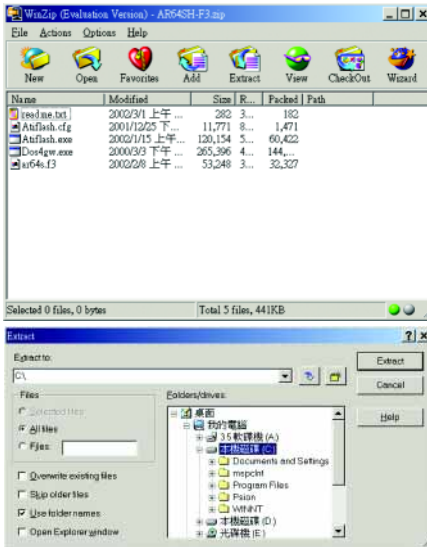 WinZip (Evaluation Version) - AR64SH-F3.zip
File Actions Options Help
New Open Favorites Add Extract View CheckOut Wizard
Name Modified Size R... Packed Path
readme.txt 2002/3/1 上午 ... 282 3... 182
Atiflash.cfg 2001/12/25 下... 11,771 8... 1,471
Atiflash.exe 2002/1/15 上午... 120,154 5... 60,422
Dos4gw.exe 2000/3/3 下午 ... 265,396 4... 144,...
ar64s.f3 2002/2/8 上午 ... 53,248 3... 32,327
Selected 0 files, 0 bytes Total 5 files, 441KB
Extract
Extract to:
C:\
Extract
Cancel
Help
Files
Selected files
All files
Files:
Overwrite existing files
Skip older files
Use folder names
Open Explorer window
Folders/drives:
桌面
我的電腦
3.5 軟碟機 (A:)
本機磁碟 (C:)
Documents and Settings
mspclnt
Program Files
Psion
WINNT
本機磁碟 (D:)
光碟機 (E:)